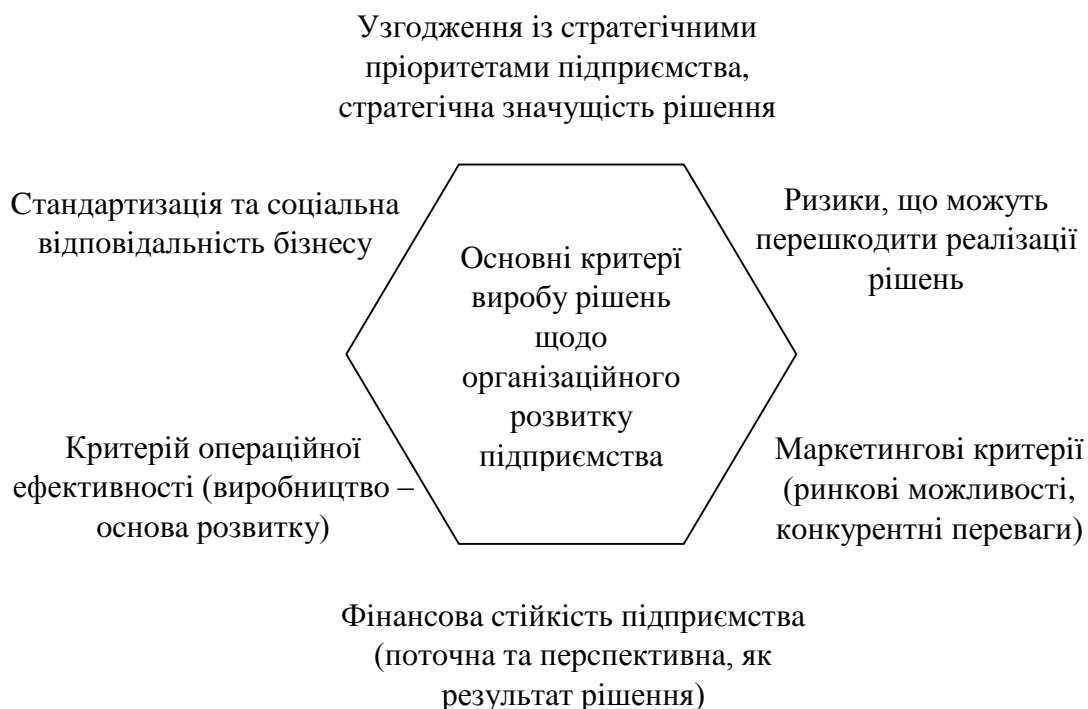 Узгодження із стратегічними
пріоритетами підприємства,
стратегічна значущість рішення
Стандартизація та соціальна
відповідальність бізнесу
Ризики, що можуть
перешкодити реалізації
рішень
Основні критерї
виробу рішень
щодо
організаційного
розвитку
підприємства
Критерій операційної
ефективності (виробництво –
основа розвитку)
Маркетингові критерії
(ринкові можливості,
конкурентні переваги)
Фінансова стійкість підприємства
(поточна та перспективна, як
результат рішення)